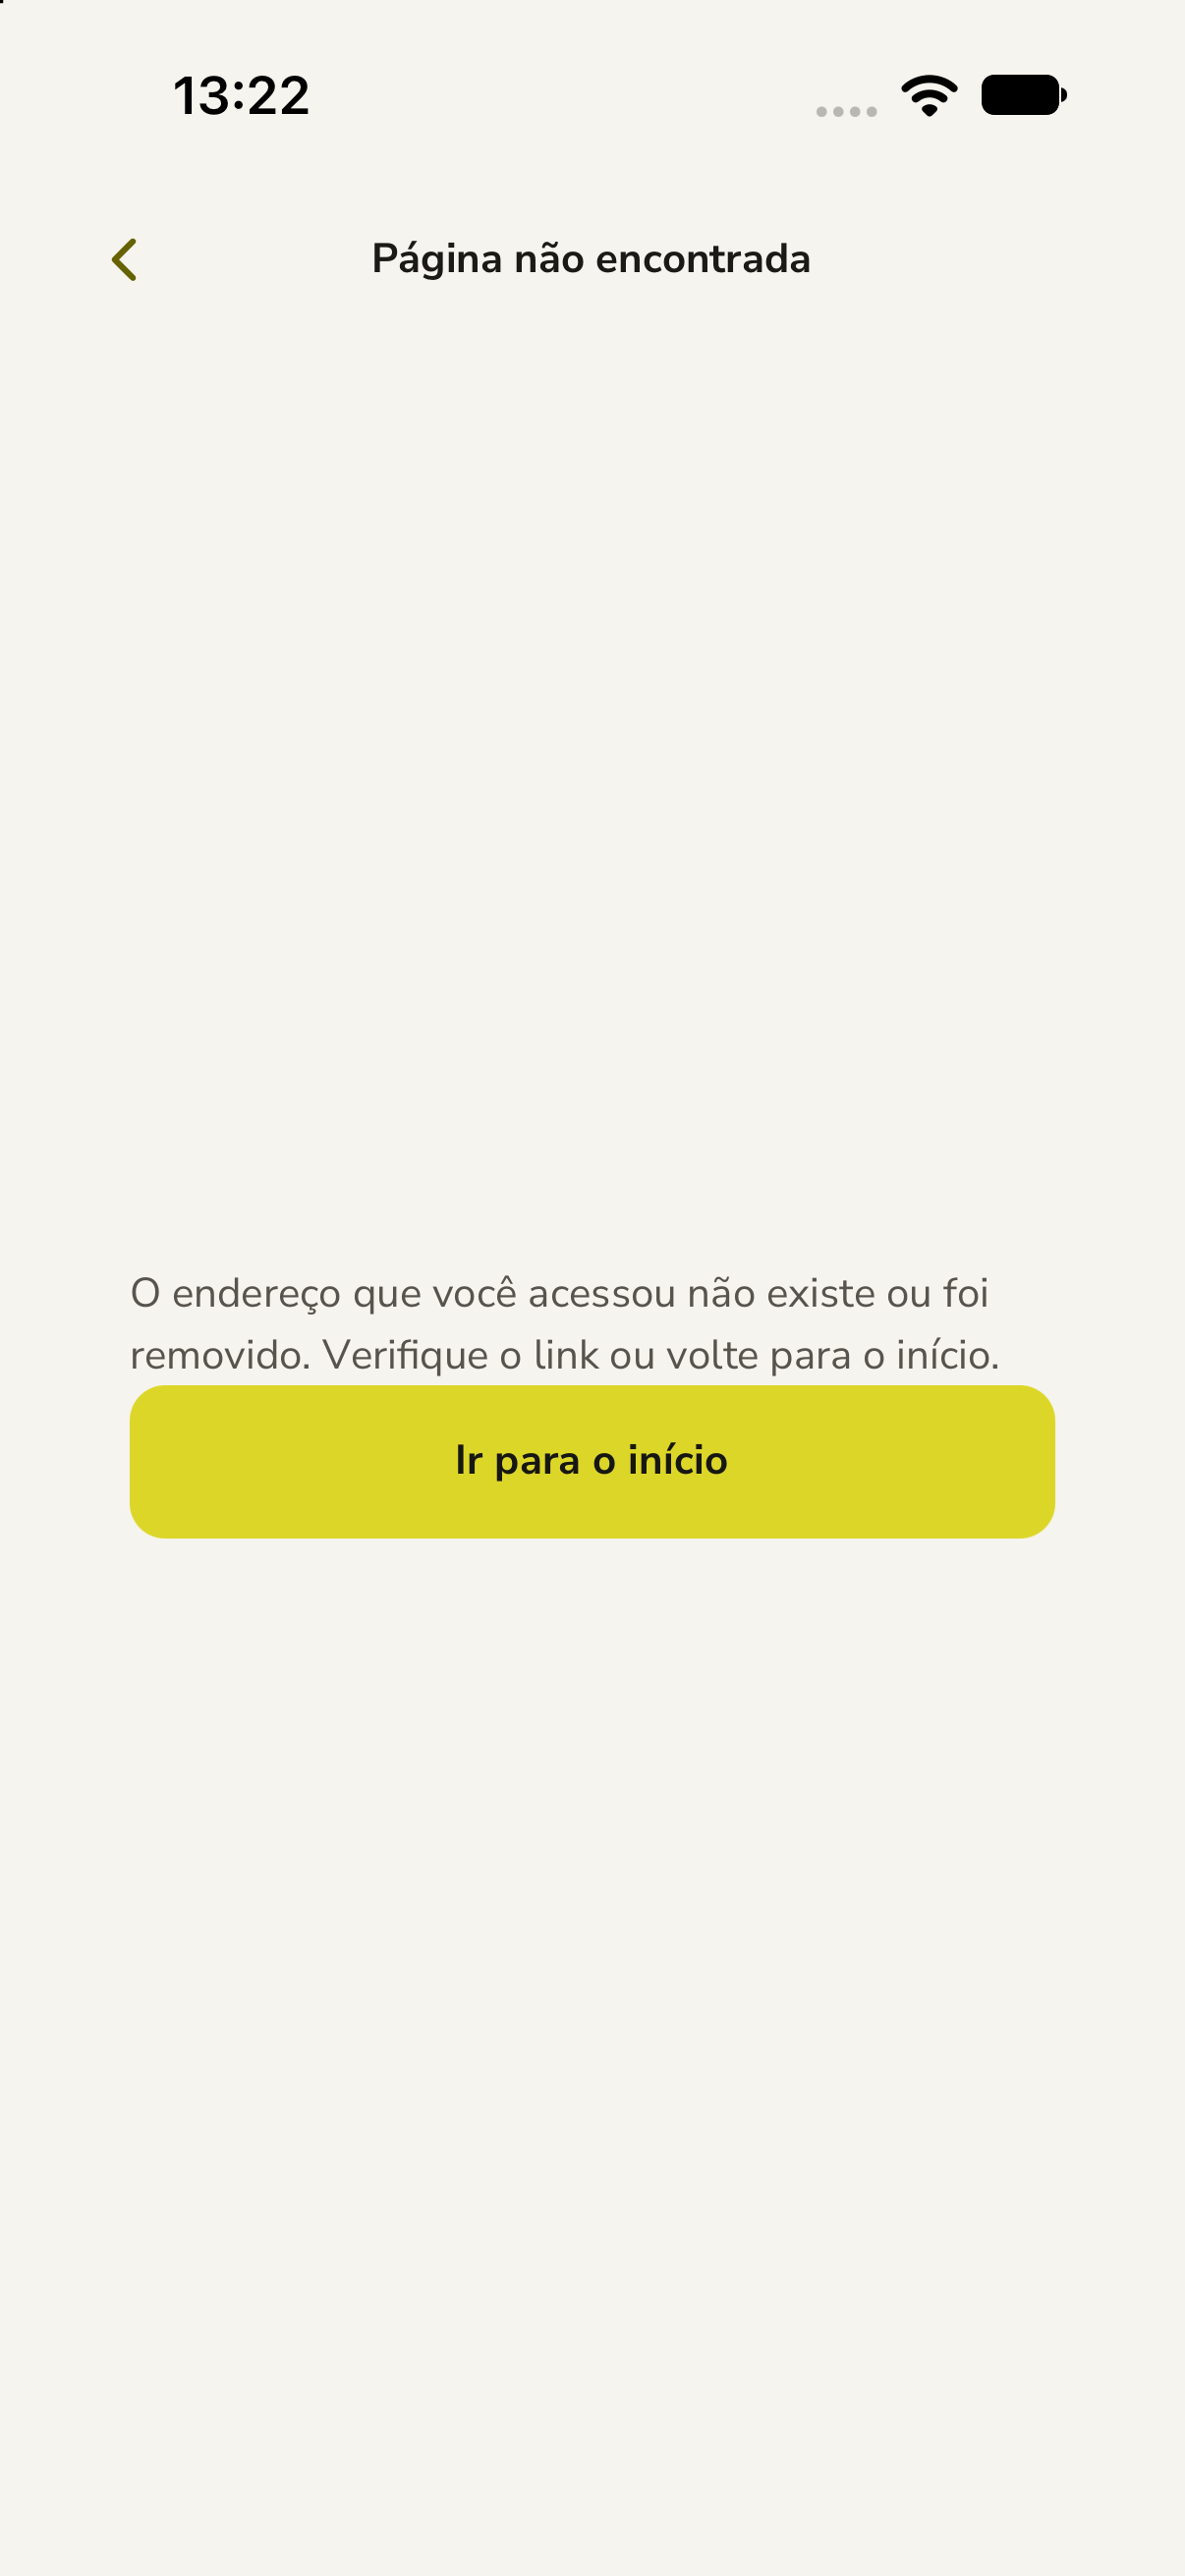 13:22
Página não encontrada
O endereço que você acessou não existe ou foi
removido. Verifique o link ou volte para o início.
Ir para o início